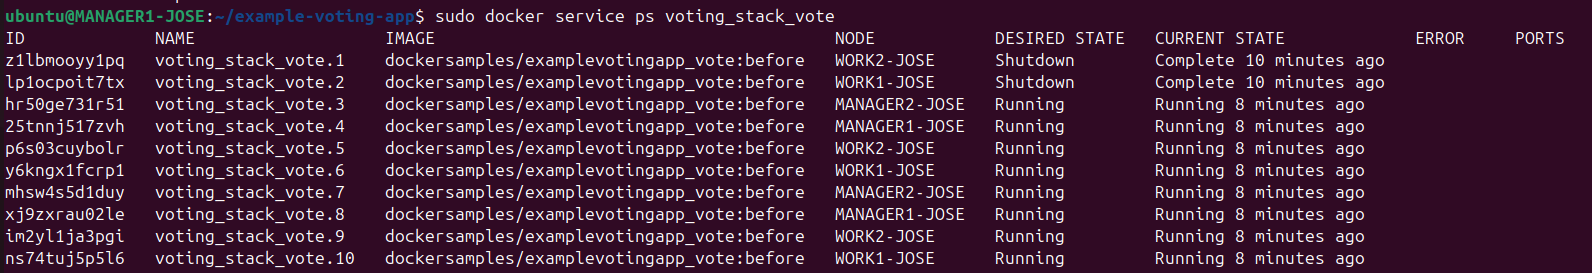 ubuntu@MANAGER1-JOSE:~/example-voting-app$ sudo docker service ps voting_stack_vote
ID NAME IMAGE NODE DESIRED STATE CURRENT STATE ERROR PORTS
z1lbmooyy1pq voting_stack_vote.1 dockersamples/examplevotingapp_vote:before WORK2-JOSE Shutdown Complete 10 minutes ago
lp1ocpoit7tx voting_stack_vote.2 dockersamples/examplevotingapp_vote:before WORK1-JOSE Shutdown Complete 10 minutes ago
hr50ge731r51 voting_stack_vote.3 dockersamples/examplevotingapp_vote:before MANAGER2-JOSE Running Running 8 minutes ago
25tnnj517zvh voting_stack_vote.4 dockersamples/examplevotingapp_vote:before MANAGER1-JOSE Running Running 8 minutes ago
p6s03cuybolr voting_stack_vote.5 dockersamples/examplevotingapp_vote:before WORK2-JOSE Running Running 8 minutes ago
y6kngx1fcrp1 voting_stack_vote.6 dockersamples/examplevotingapp_vote:before WORK1-JOSE Running Running 8 minutes ago
mhsw4s5d1duy voting_stack_vote.7 dockersamples/examplevotingapp_vote:before MANAGER2-JOSE Running Running 8 minutes ago
xj9zxrau02le voting_stack_vote.8 dockersamples/examplevotingapp_vote:before MANAGER1-JOSE Running Running 8 minutes ago
im2yl1ja3pgi voting_stack_vote.9 dockersamples/examplevotingapp_vote:before WORK2-JOSE Running Running 8 minutes ago
ns74tuj5p5l6 voting_stack_vote.10 dockersamples/examplevotingapp_vote:before WORK1-JOSE Running Running 8 minutes ago